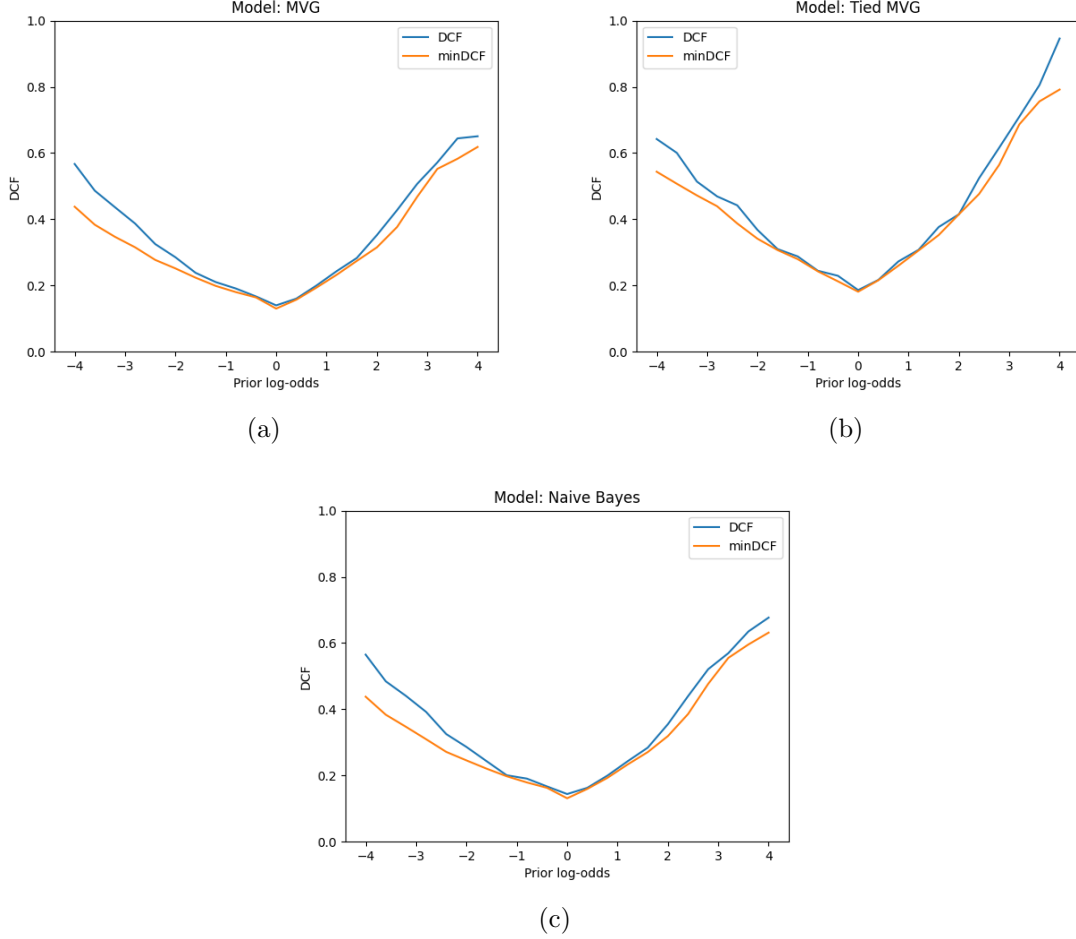 Model: MVG
1.0
0.8
0.6
0.4
0.2
0.0
DCF
DCF
minDCF
−4 −3 −2 −1 0 1 2 3 4
Prior log-odds
(a)
Model: Tied MVG
1.0
0.8
0.6
0.4
0.2
0.0
DCF
DCF
minDCF
−4 −3 −2 −1 0 1 2 3 4
Prior log-odds
(b)
Model: Naive Bayes
1.0
0.8
0.6
0.4
0.2
0.0
DCF
DCF
minDCF
−4 −3 −2 −1 0 1 2 3 4
Prior log-odds
(c)